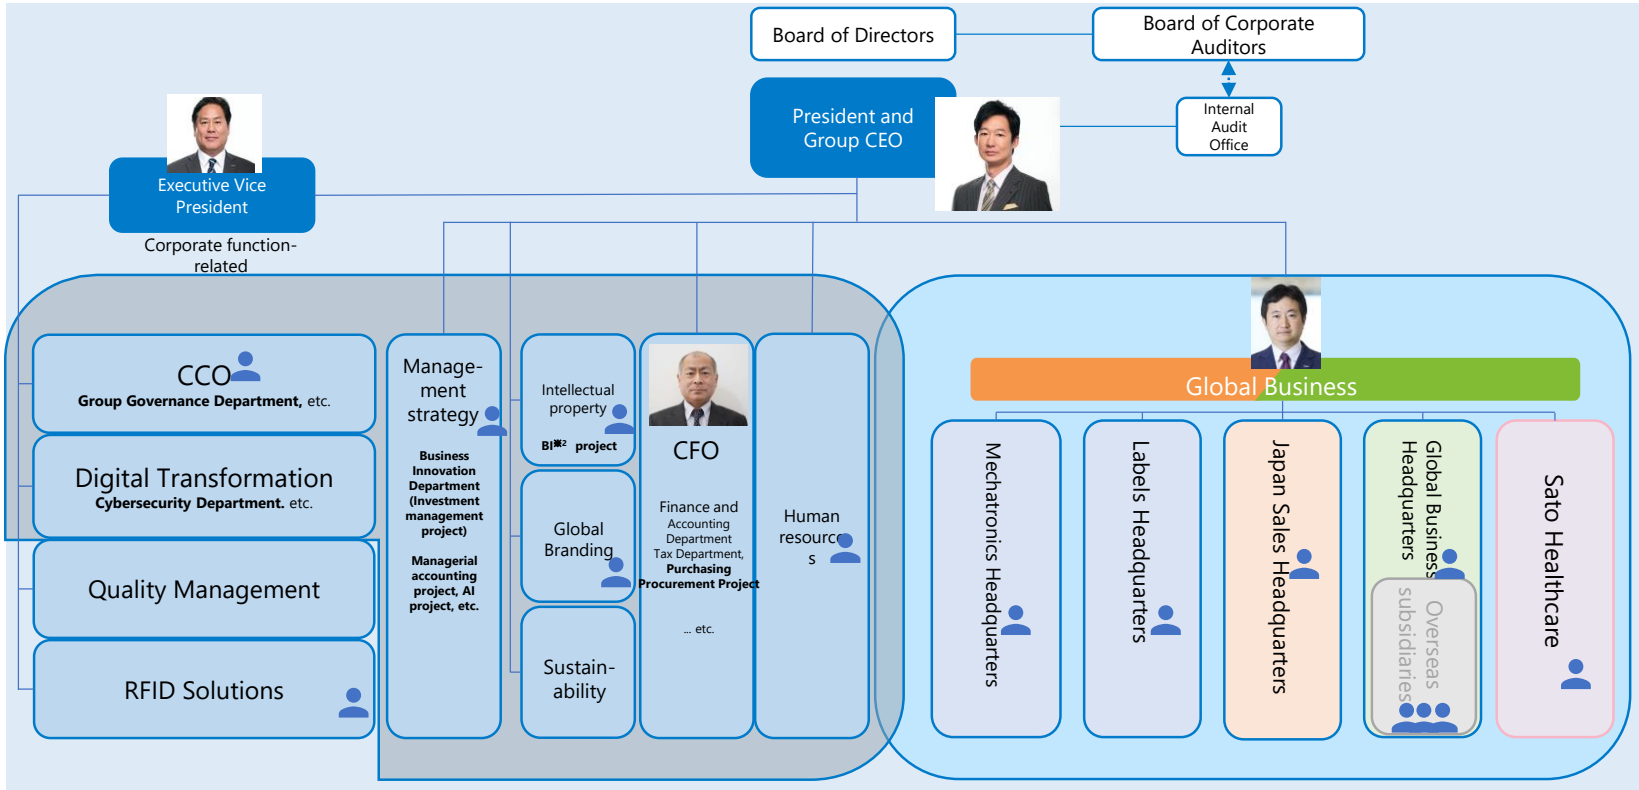 Board of Directors
Board of Corporate
Auditors
President and
Group CEO
Internal
Audit
Office
Executive Vice
President
Corporate function-
related
CCO
Group Governance Department, etc.
Digital Transformation
Cybersecurity Department. etc.
Quality Management
RFID Solutions
Manage-
ment
strategy
Business
Innovation
Department
(Investment
management
project)
Managerial
accounting
project, AI
project, etc.
Intellectual
property
BI※2 project
Global
Branding
Sustain-
ability
CFO
Finance and
Accounting
Department
Tax Department,
Purchasing
Procurement Project
... etc.
Human
resource
s
Global Business
Mechatronics Headquarters
Labels Headquarters
Japan Sales Headquarters
Global Business
Headquarters
Overseas
subsidiaries
Sato Healthcare